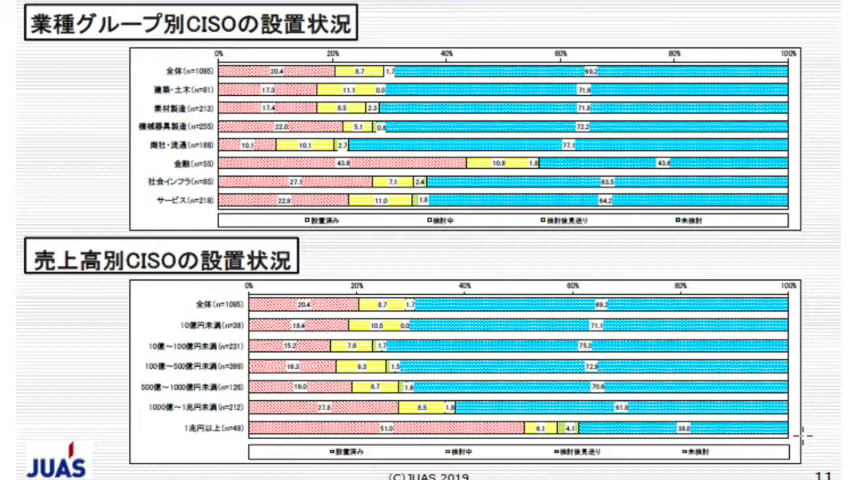 業種グループ別CISOの設置状況
0% 20% 40% 60% 80% 100%
全体(n=1095) 20.4 8.7 1.7 69.2
建築・土木(n=81) 17.3 11.1 0.0 71.6
素材製造(n=213) 17.4 8.5 2.3 71.8
機械器具製造(n=255) 22.0 5.1 0.8 72.2
商社・流通(n=188) 10.1 10.1 2.7 77.1
金融(n=55) 43.6 10.9 1.8 43.6
社会インフラ(n=85) 27.1 7.1 2.4 63.5
サービス(n=218) 22.9 11.0 1.8 64.2
設置済み 検討中 検討後見送り 未検討
売上高別CISOの設置状況
0% 20% 40% 60% 80% 100%
全体(n=1095) 20.4 8.7 1.7 69.2
10億円未満(n=38) 18.4 10.5 0.0 71.1
10億～100億円未満(n=231) 15.2 7.8 1.7 75.3
100億～500億円未満(n=399) 16.3 9.3 1.5 72.9
500億～1000億円未満(n=126) 19.0 8.7 1.6 70.6
1000億～1兆円未満(n=212) 27.8 8.5 1.9 61.8
1兆円以上(n=49) 51.0 6.1 4.1 38.8
設置済み 検討中 検討後見送り 未検討
JUAS
(C)JUAS 2019
11